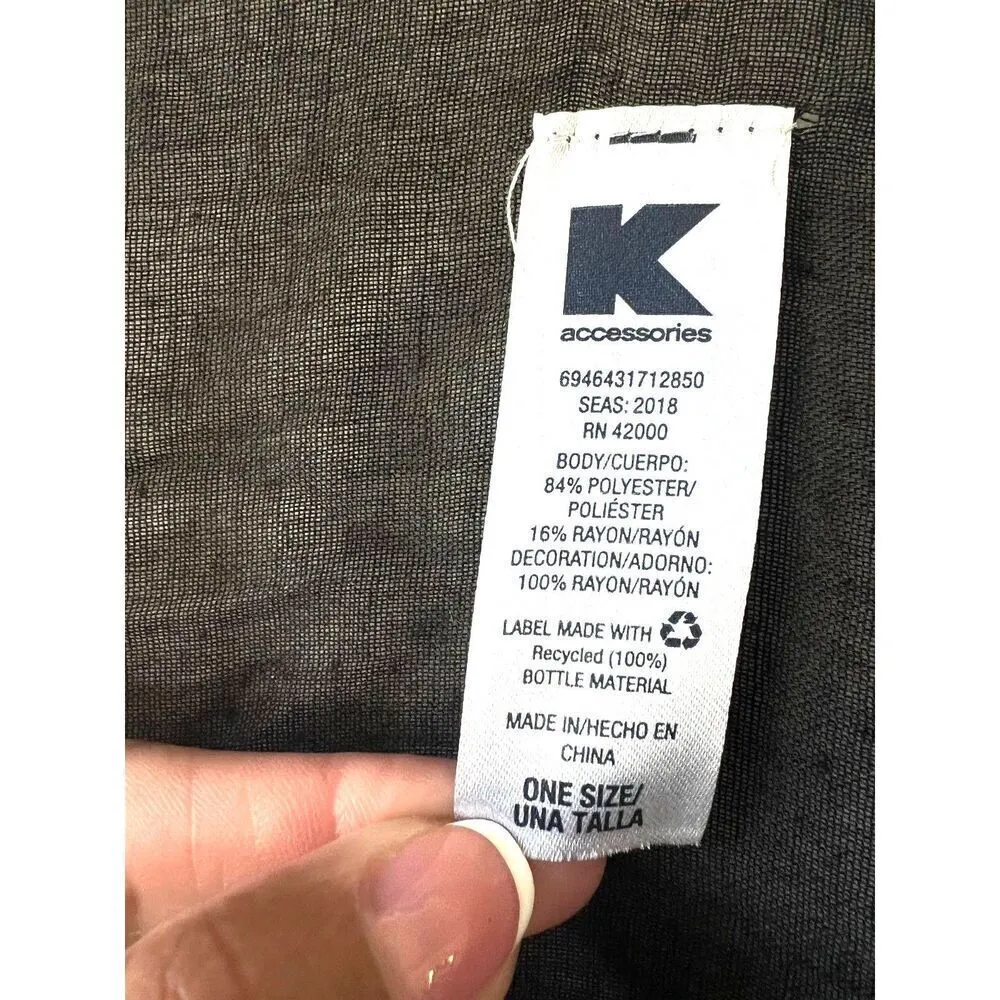 K
accessories
6946431712850
SEAS: 2018
RN 42000
BODY/CUERPO:
84% POLYESTER/
POLIÉSTER
16% RAYON/RAYÓN
DECORATION/ADORNO:
100% RAYON/RAYÓN
LABEL MADE WITH
Recycled (100%)
BOTTLE MATERIAL
MADE IN/HECHO EN
CHINA
ONE SIZE/
UNA TALLA